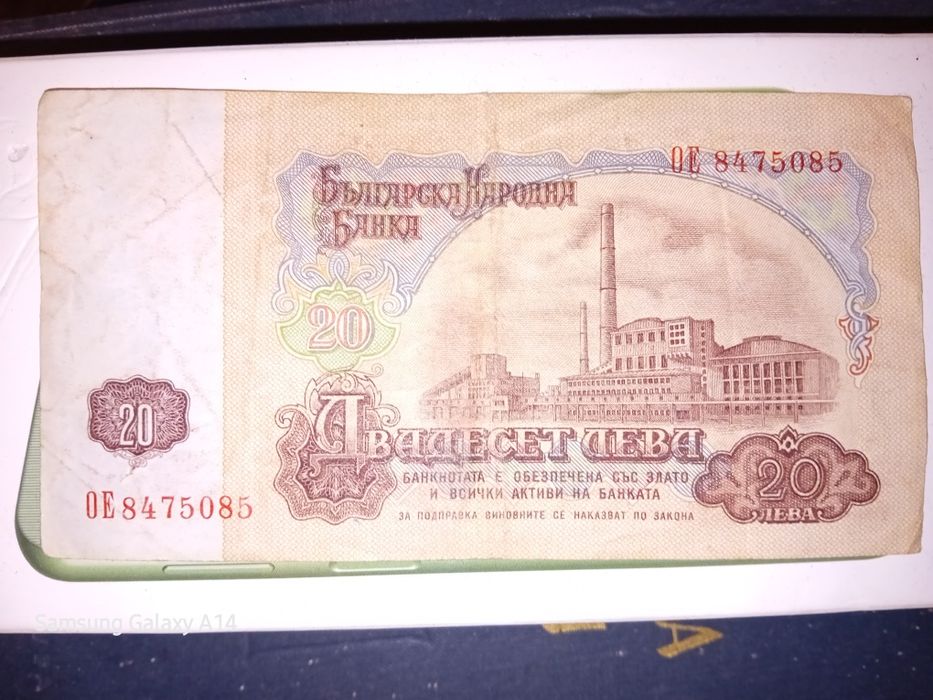 ОЕ 8475085
Българска Народна
Банка
20
20
Двадесет лева
БАНКНОТАТА Е ОБЕЗПЕЧЕНА СЪС ЗЛАТО
И ВСИЧКИ АКТИВИ НА БАНКАТА
ЗА ПОДПРАВКА ВИНОВНИТЕ СЕ НАКАЗВАТ ПО ЗАКОНА
20
ЛЕВА
ОЕ 8475085
Samsung Galaxy A14
А